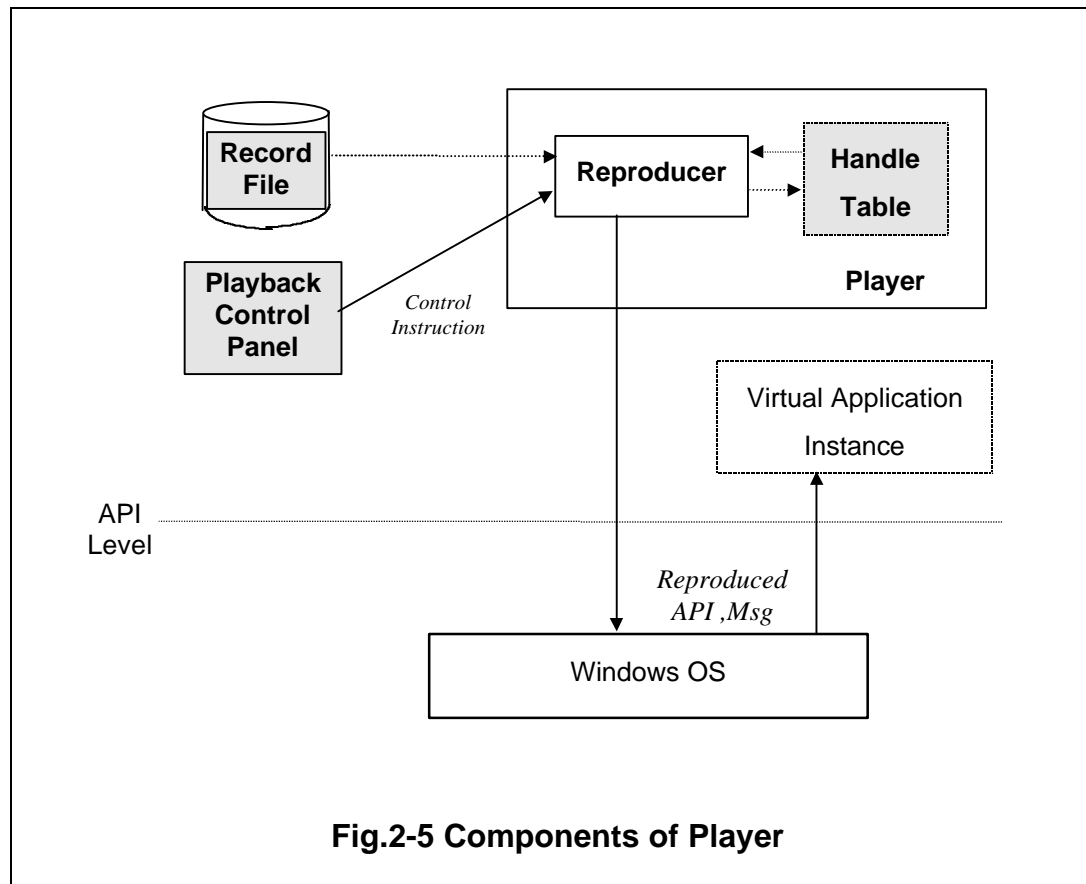 Record
File
Reproducer
Handle
Table
Player
Playback
Control
Panel
Control
Instruction
Virtual Application
Instance
API
Level
Reproduced
API ,Msg
Windows OS
Fig.2-5 Components of Player